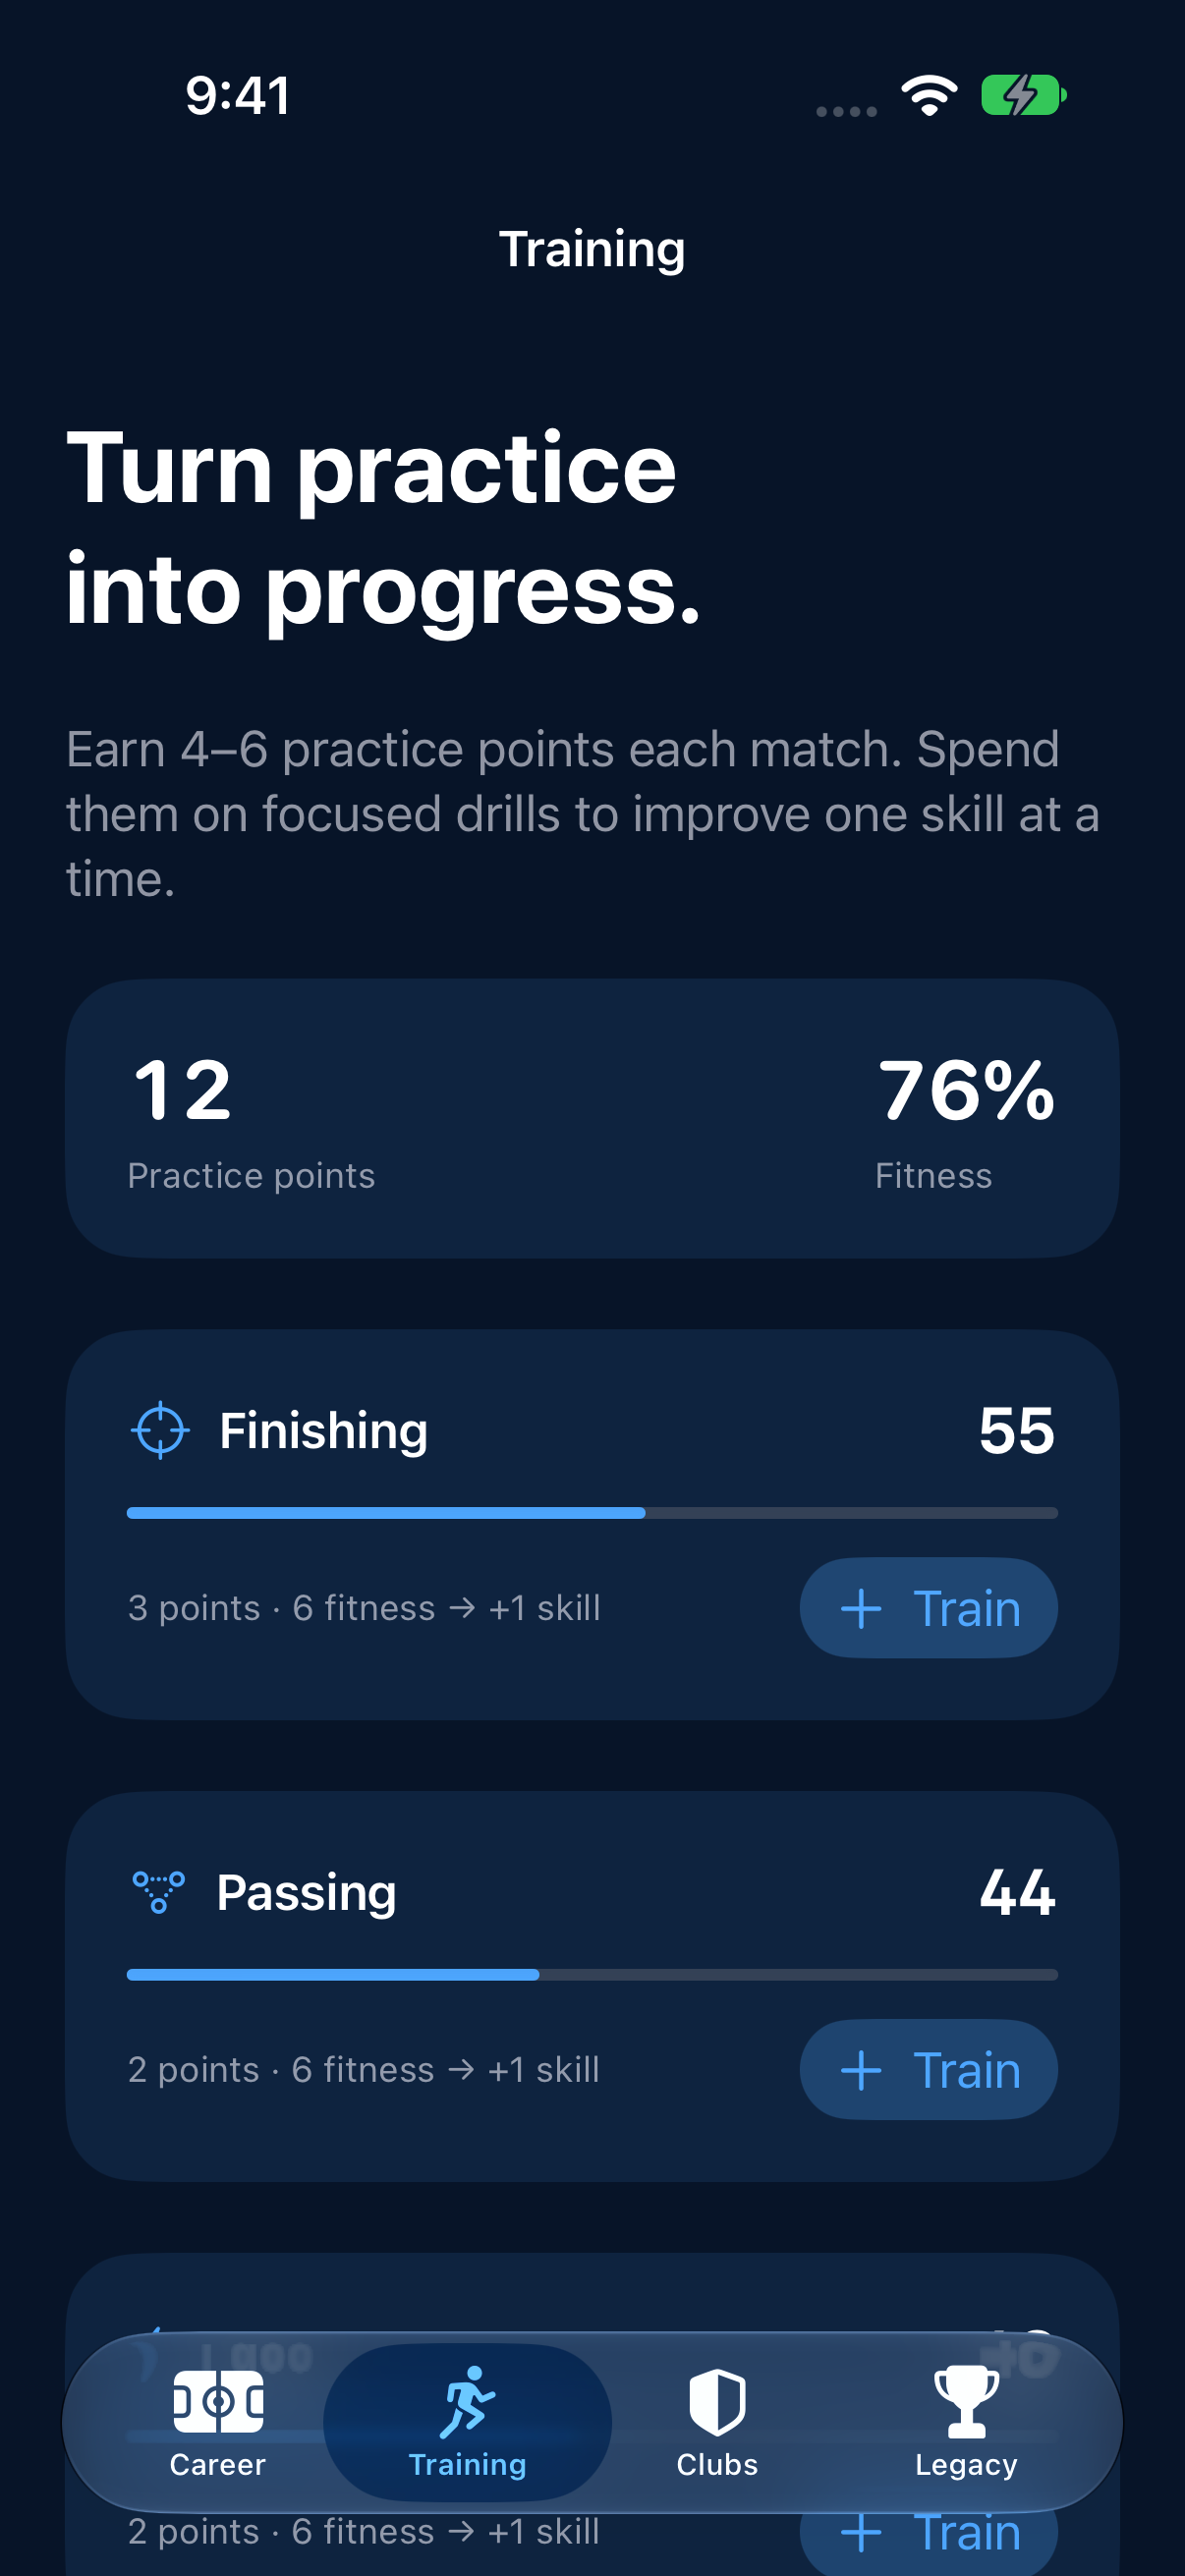 9:41
Training
Turn practice
into progress.
Earn 4–6 practice points each match. Spend
them on focused drills to improve one skill at a
time.
12
76%
Practice points
Fitness
Finishing
55
3 points · 6 fitness → +1 skill
+ Train
Passing
44
2 points · 6 fitness → +1 skill
+ Train
Career
Training
Clubs
Legacy
2 points · 6 fitness → +1 skill
+ Train